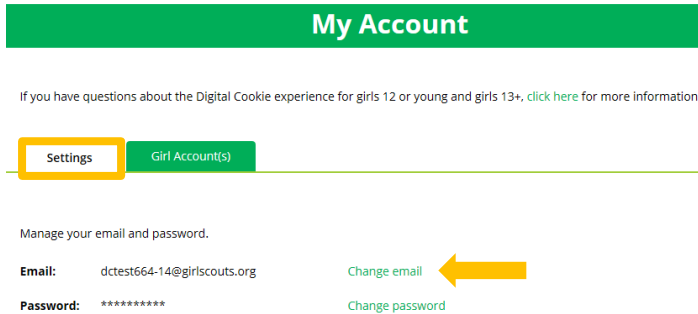 My Account
If you have questions about the Digital Cookie experience for girls 12 or young and girls 13+, click here for more information
Settings Girl Account(s)
Manage your email and password.
Email: dctest664-14@girlscouts.org Change email
Password: ********** Change password